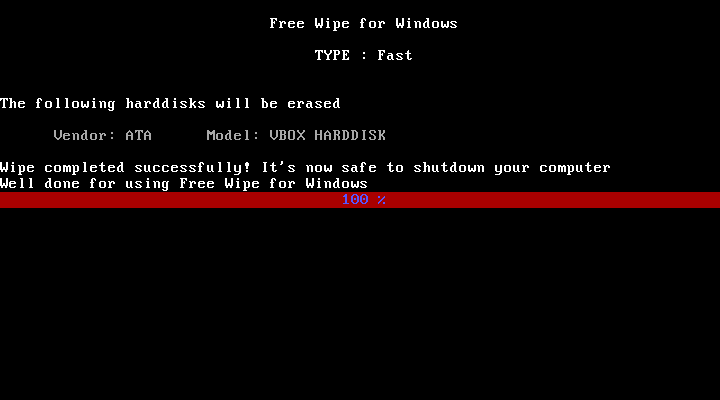 Free Wipe for Windows
TYPE : Fast
The following harddisks will be erased
Vendor: ATA Model: VBOX HARDDISK
Wipe completed successfully! It's now safe to shutdown your computer
Well done for using Free Wipe for Windows
100 %